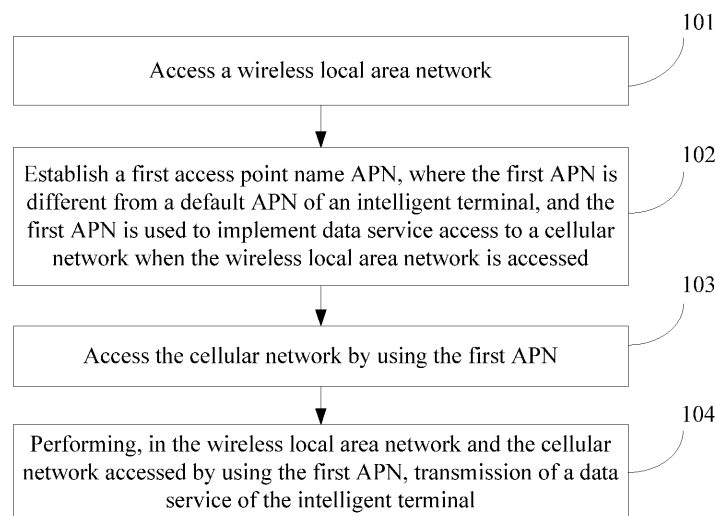 101
Access a wireless local area network
102
Establish a first access point name APN, where the first APN is
different from a default APN of an intelligent terminal, and the
first APN is used to implement data service access to a cellular
network when the wireless local area network is accessed
103
Access the cellular network by using the first APN
104
Performing, in the wireless local area network and the cellular
network accessed by using the first APN, transmission of a data
service of the intelligent terminal